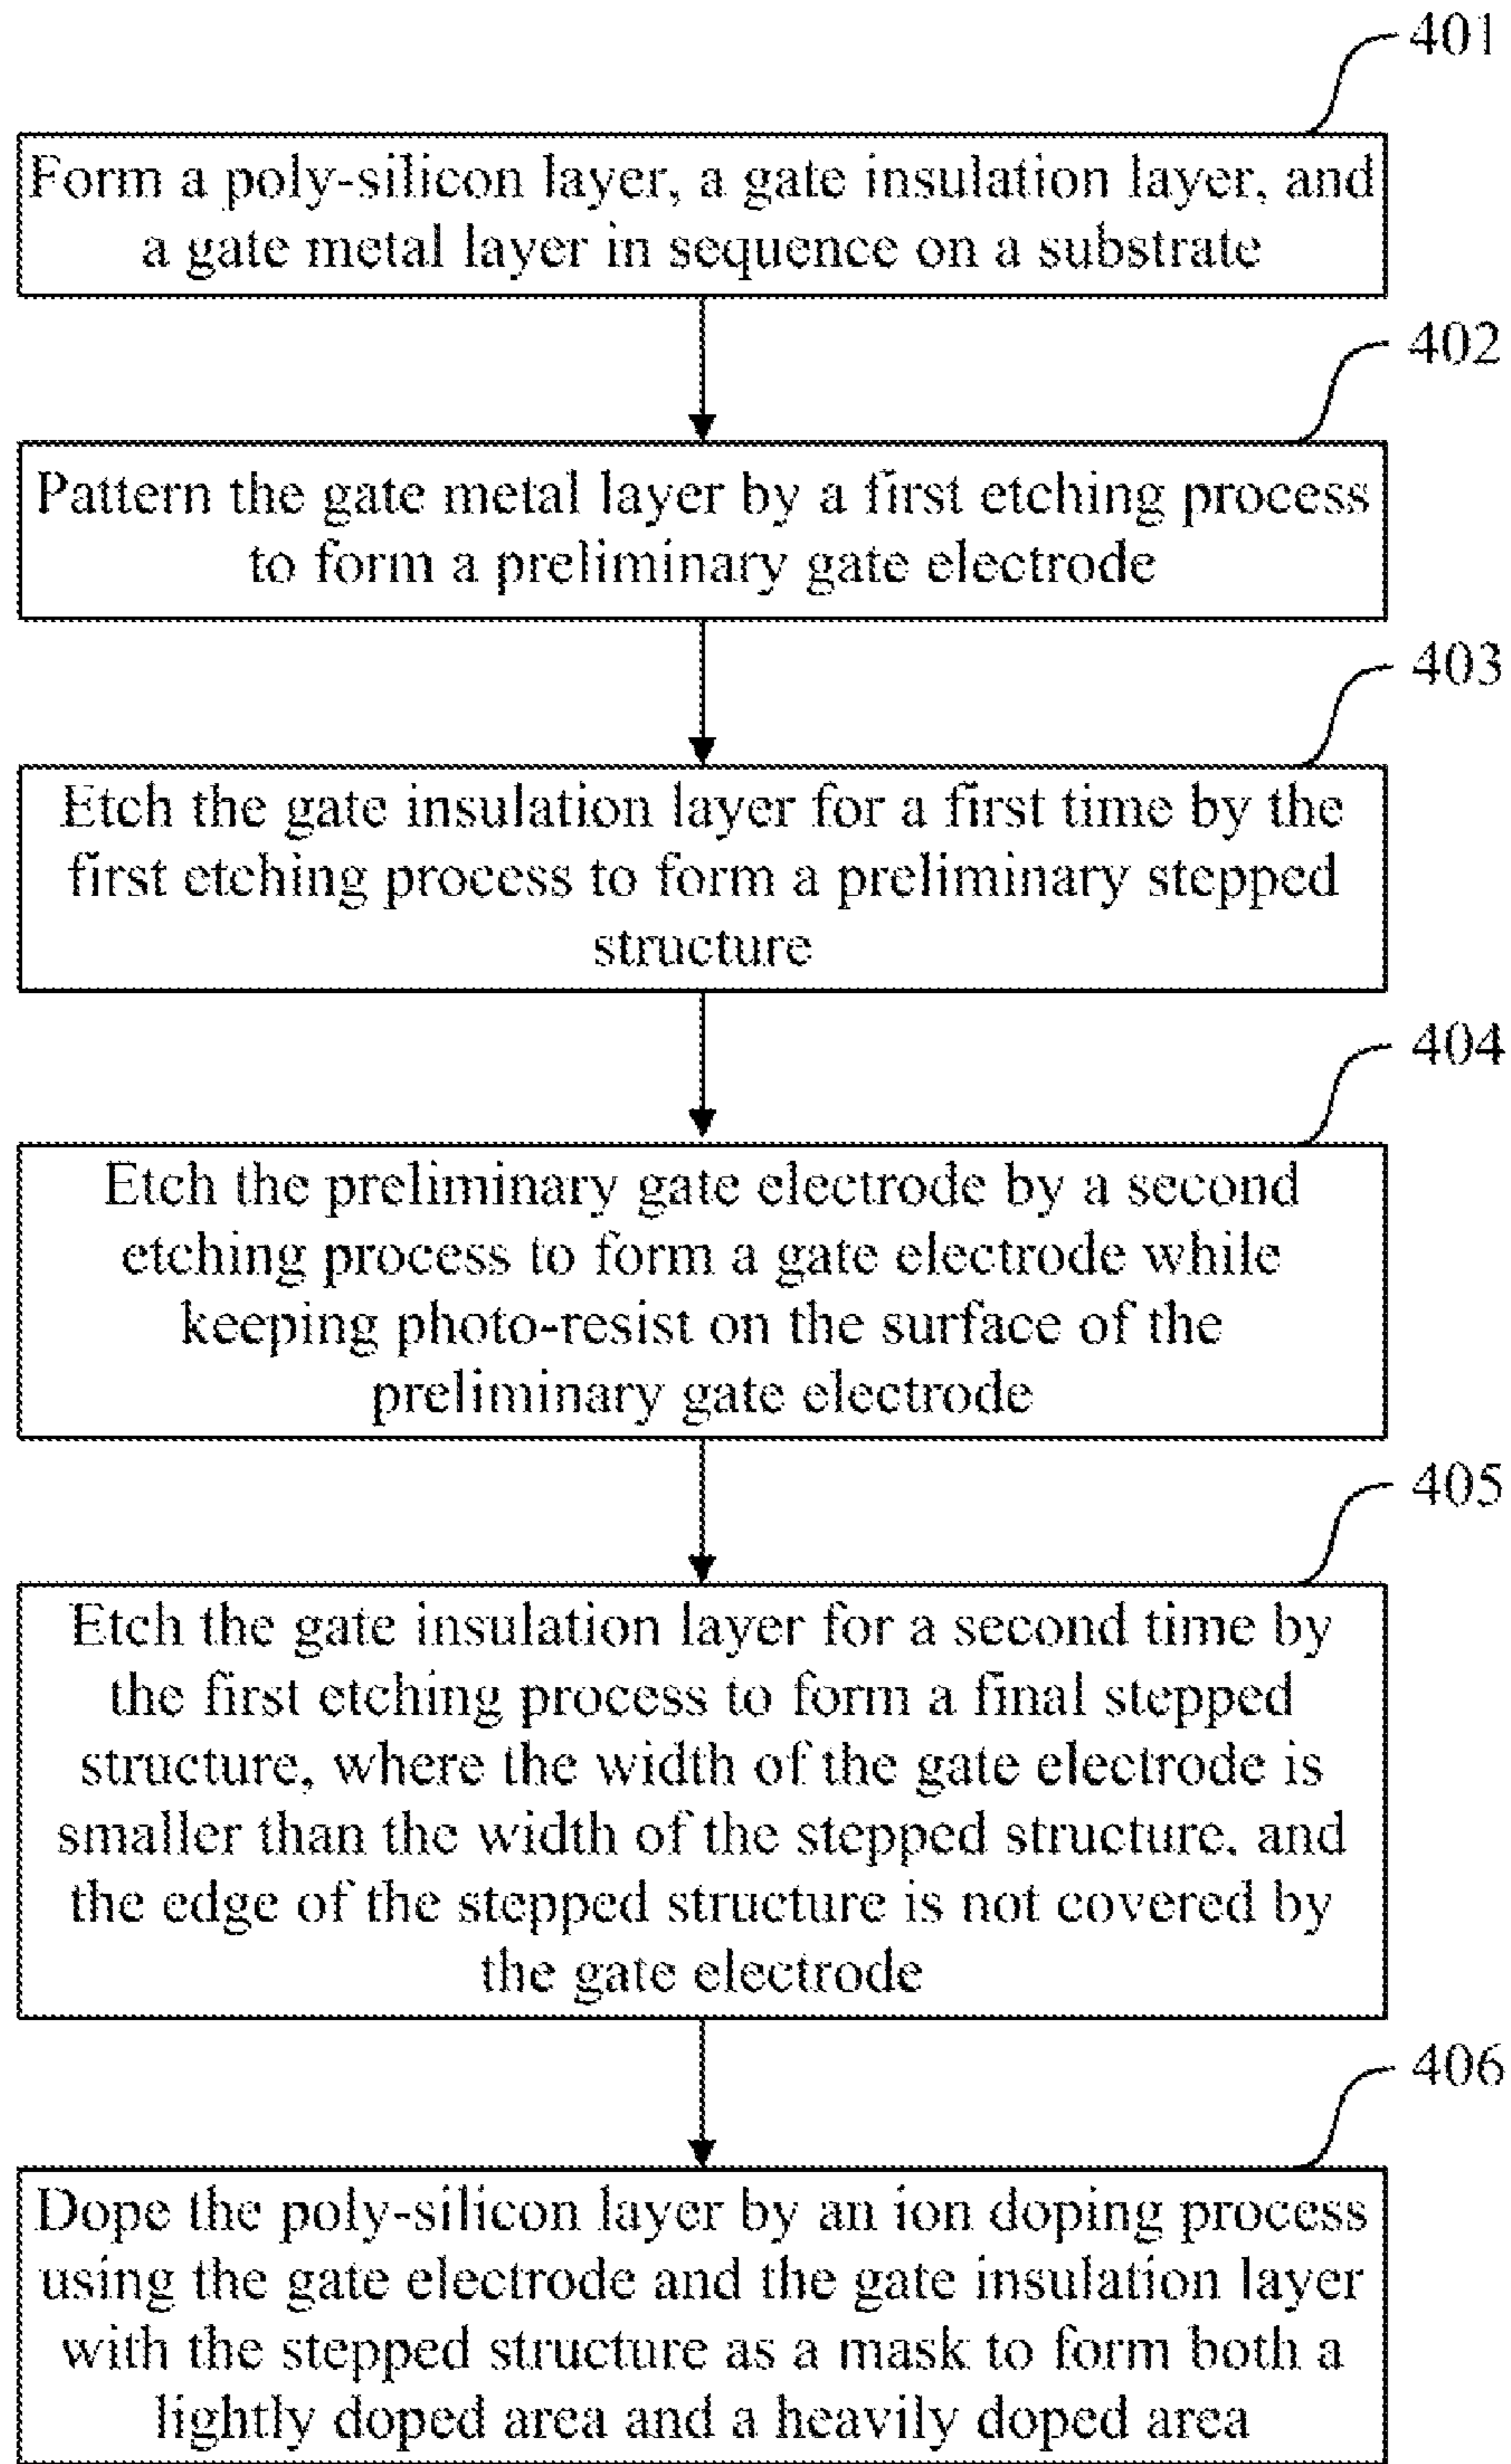 401
Form a poly-silicon layer, a gate insulation layer, and
a gate metal layer in sequence on a substrate
402
Pattern the gate metal layer by a first etching process
to form a preliminary gate electrode
403
Etch the gate insulation layer for a first time by the
first etching process to form a preliminary stepped
structure
404
Etch the preliminary gate electrode by a second
etching process to form a gate electrode while
keeping photo-resist on the surface of the
preliminary gate electrode
405
Etch the gate insulation layer for a second time by
the first etching process to form a final stepped
structure, where the width of the gate electrode is
smaller than the width of the stepped structure, and
the edge of the stepped structure is not covered by
the gate electrode
406
Dope the poly-silicon layer by an ion doping process
using the gate electrode and the gate insulation layer
with the stepped structure as a mask to form both a
lightly doped area and a heavily doped area